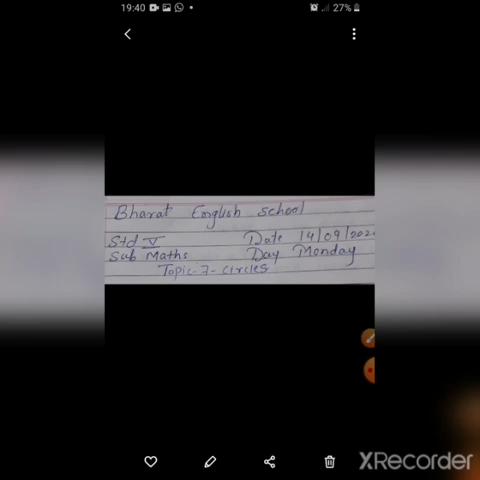 19:40 27%
Bharat English school
Std V Date 14/09/202
Sub Maths Day Monday
Topic-7-circles
XRecorder